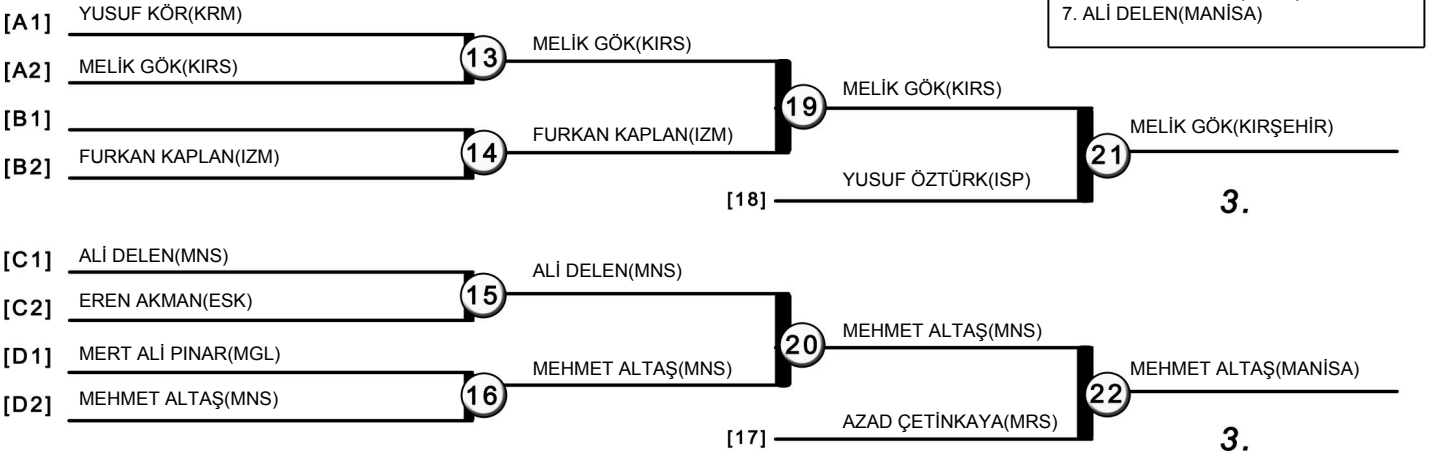 7. ALİ DELEN(MANİSA)
[A1] YUSUF KÖR(KRM)
[A2] MELİK GÖK(KIRS)
13
MELİK GÖK(KIRS)
[B1]
[B2] FURKAN KAPLAN(IZM)
14
FURKAN KAPLAN(IZM)
19
MELİK GÖK(KIRS)
[18] YUSUF ÖZTÜRK(ISP)
21
MELİK GÖK(KIRŞEHİR)
3.
[C1] ALİ DELEN(MNS)
[C2] EREN AKMAN(ESK)
15
ALİ DELEN(MNS)
[D1] MERT ALİ PINAR(MGL)
[D2] MEHMET ALTAŞ(MNS)
16
MEHMET ALTAŞ(MNS)
20
MEHMET ALTAŞ(MNS)
[17] AZAD ÇETİNKAYA(MRS)
22
MEHMET ALTAŞ(MANİSA)
3.